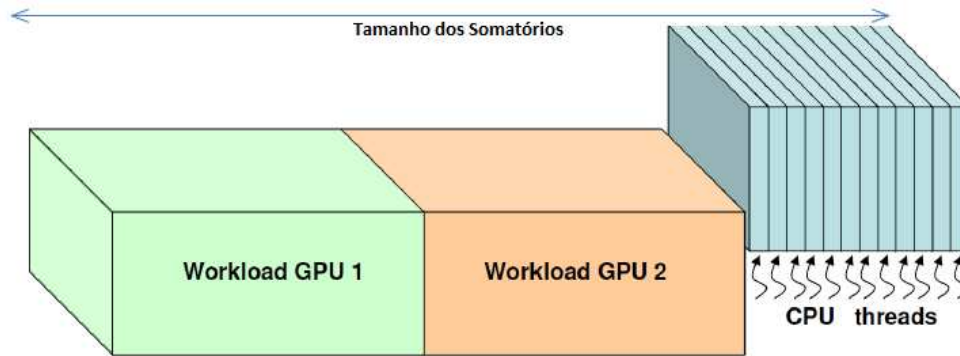 Tamanho dos Somatórios
Workload GPU 1
Workload GPU 2
CPU threads